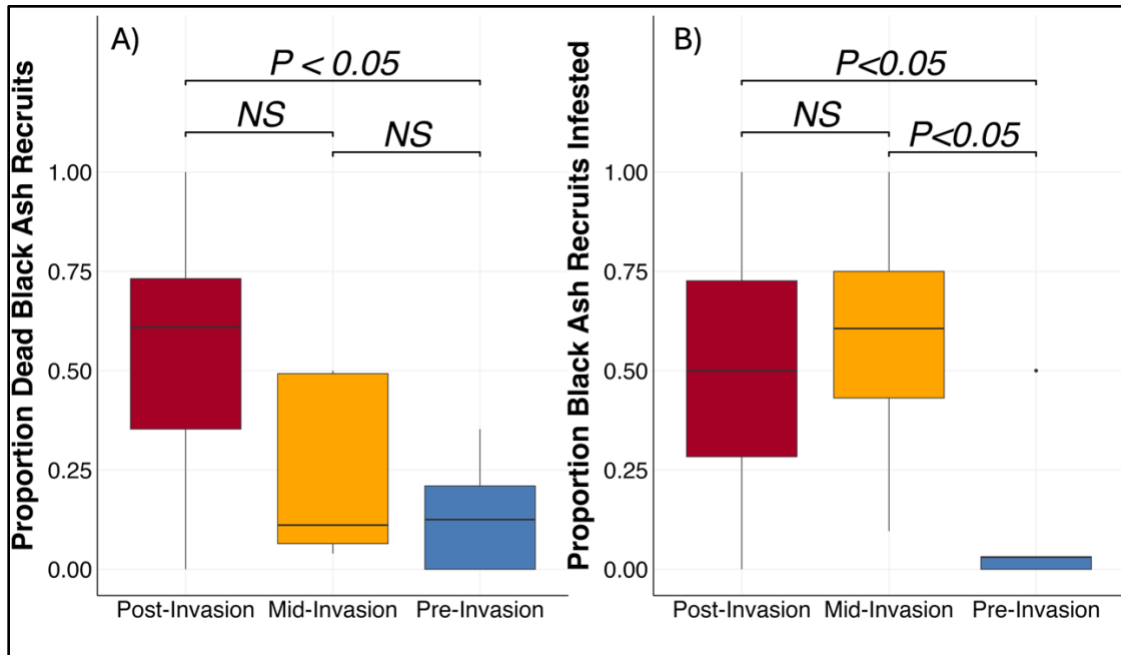 A)
Proportion Dead Black Ash Recruits
P < 0.05
NS
NS
1.00
0.75
0.50
0.25
0.00
Post-Invasion
Mid-Invasion
Pre-Invasion
B)
Proportion Black Ash Recruits Infested
P<0.05
NS
P<0.05
1.00
0.75
0.50
0.25
0.00
Post-Invasion
Mid-Invasion
Pre-Invasion